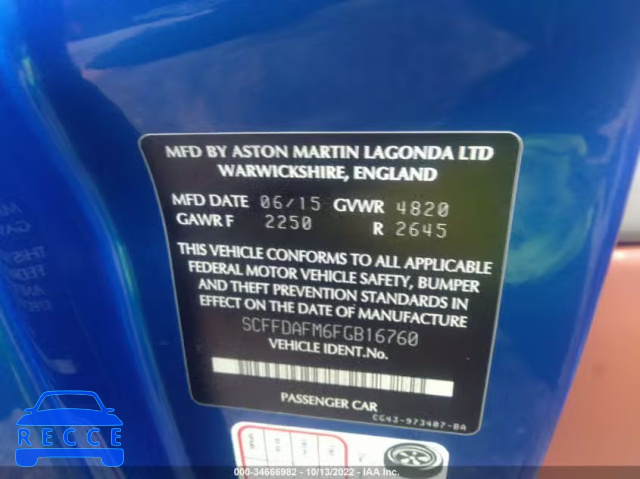 MFD BY ASTON MARTIN LAGONDA LTD
WARWICKSHIRE, ENGLAND
MFD DATE 06/15 GVWR 4820
GAWR F 2250 R 2645
THIS VEHICLE CONFORMS TO ALL APPLICABLE
FEDERAL MOTOR VEHICLE SAFETY, BUMPER
AND THEFT PREVENTION STANDARDS IN
EFFECT ON THE DATE OF MANUFACTURE
SCFFDAFM6FGB16760
VEHICLE IDENT.No.
PASSENGER CAR
CG43-973407-BA
RECCE
000-34686982 - 10/13/2022 - IAA Inc.